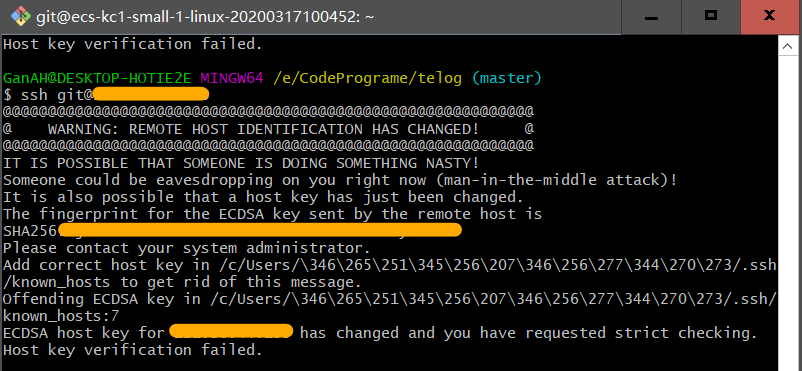 git@ecs-kc1-small-1-linux-20200317100452: ~
Host key verification failed.
GanAH@DESKTOP-HOTIE2E MINGW64 /e/CodePrograme/telog (master)
$ ssh git@
@@@@@@@@@@@@@@@@@@@@@@@@@@@@@@@@@@@@@@@@@@@@@@@@@@@@@@@@@@@
@    WARNING: REMOTE HOST IDENTIFICATION HAS CHANGED!     @
@@@@@@@@@@@@@@@@@@@@@@@@@@@@@@@@@@@@@@@@@@@@@@@@@@@@@@@@@@@
IT IS POSSIBLE THAT SOMEONE IS DOING SOMETHING NASTY!
Someone could be eavesdropping on you right now (man-in-the-middle attack)!
It is also possible that a host key has just been changed.
The fingerprint for the ECDSA key sent by the remote host is
SHA256
Please contact your system administrator.
Add correct host key in /c/Users/\346\265\251\345\256\207\346\256\277\344\270\273/.ssh
/known_hosts to get rid of this message.
Offending ECDSA key in /c/Users/\346\265\251\345\256\207\346\256\277\344\270\273/.ssh/
known_hosts:7
ECDSA host key for has changed and you have requested strict checking.
Host key verification failed.